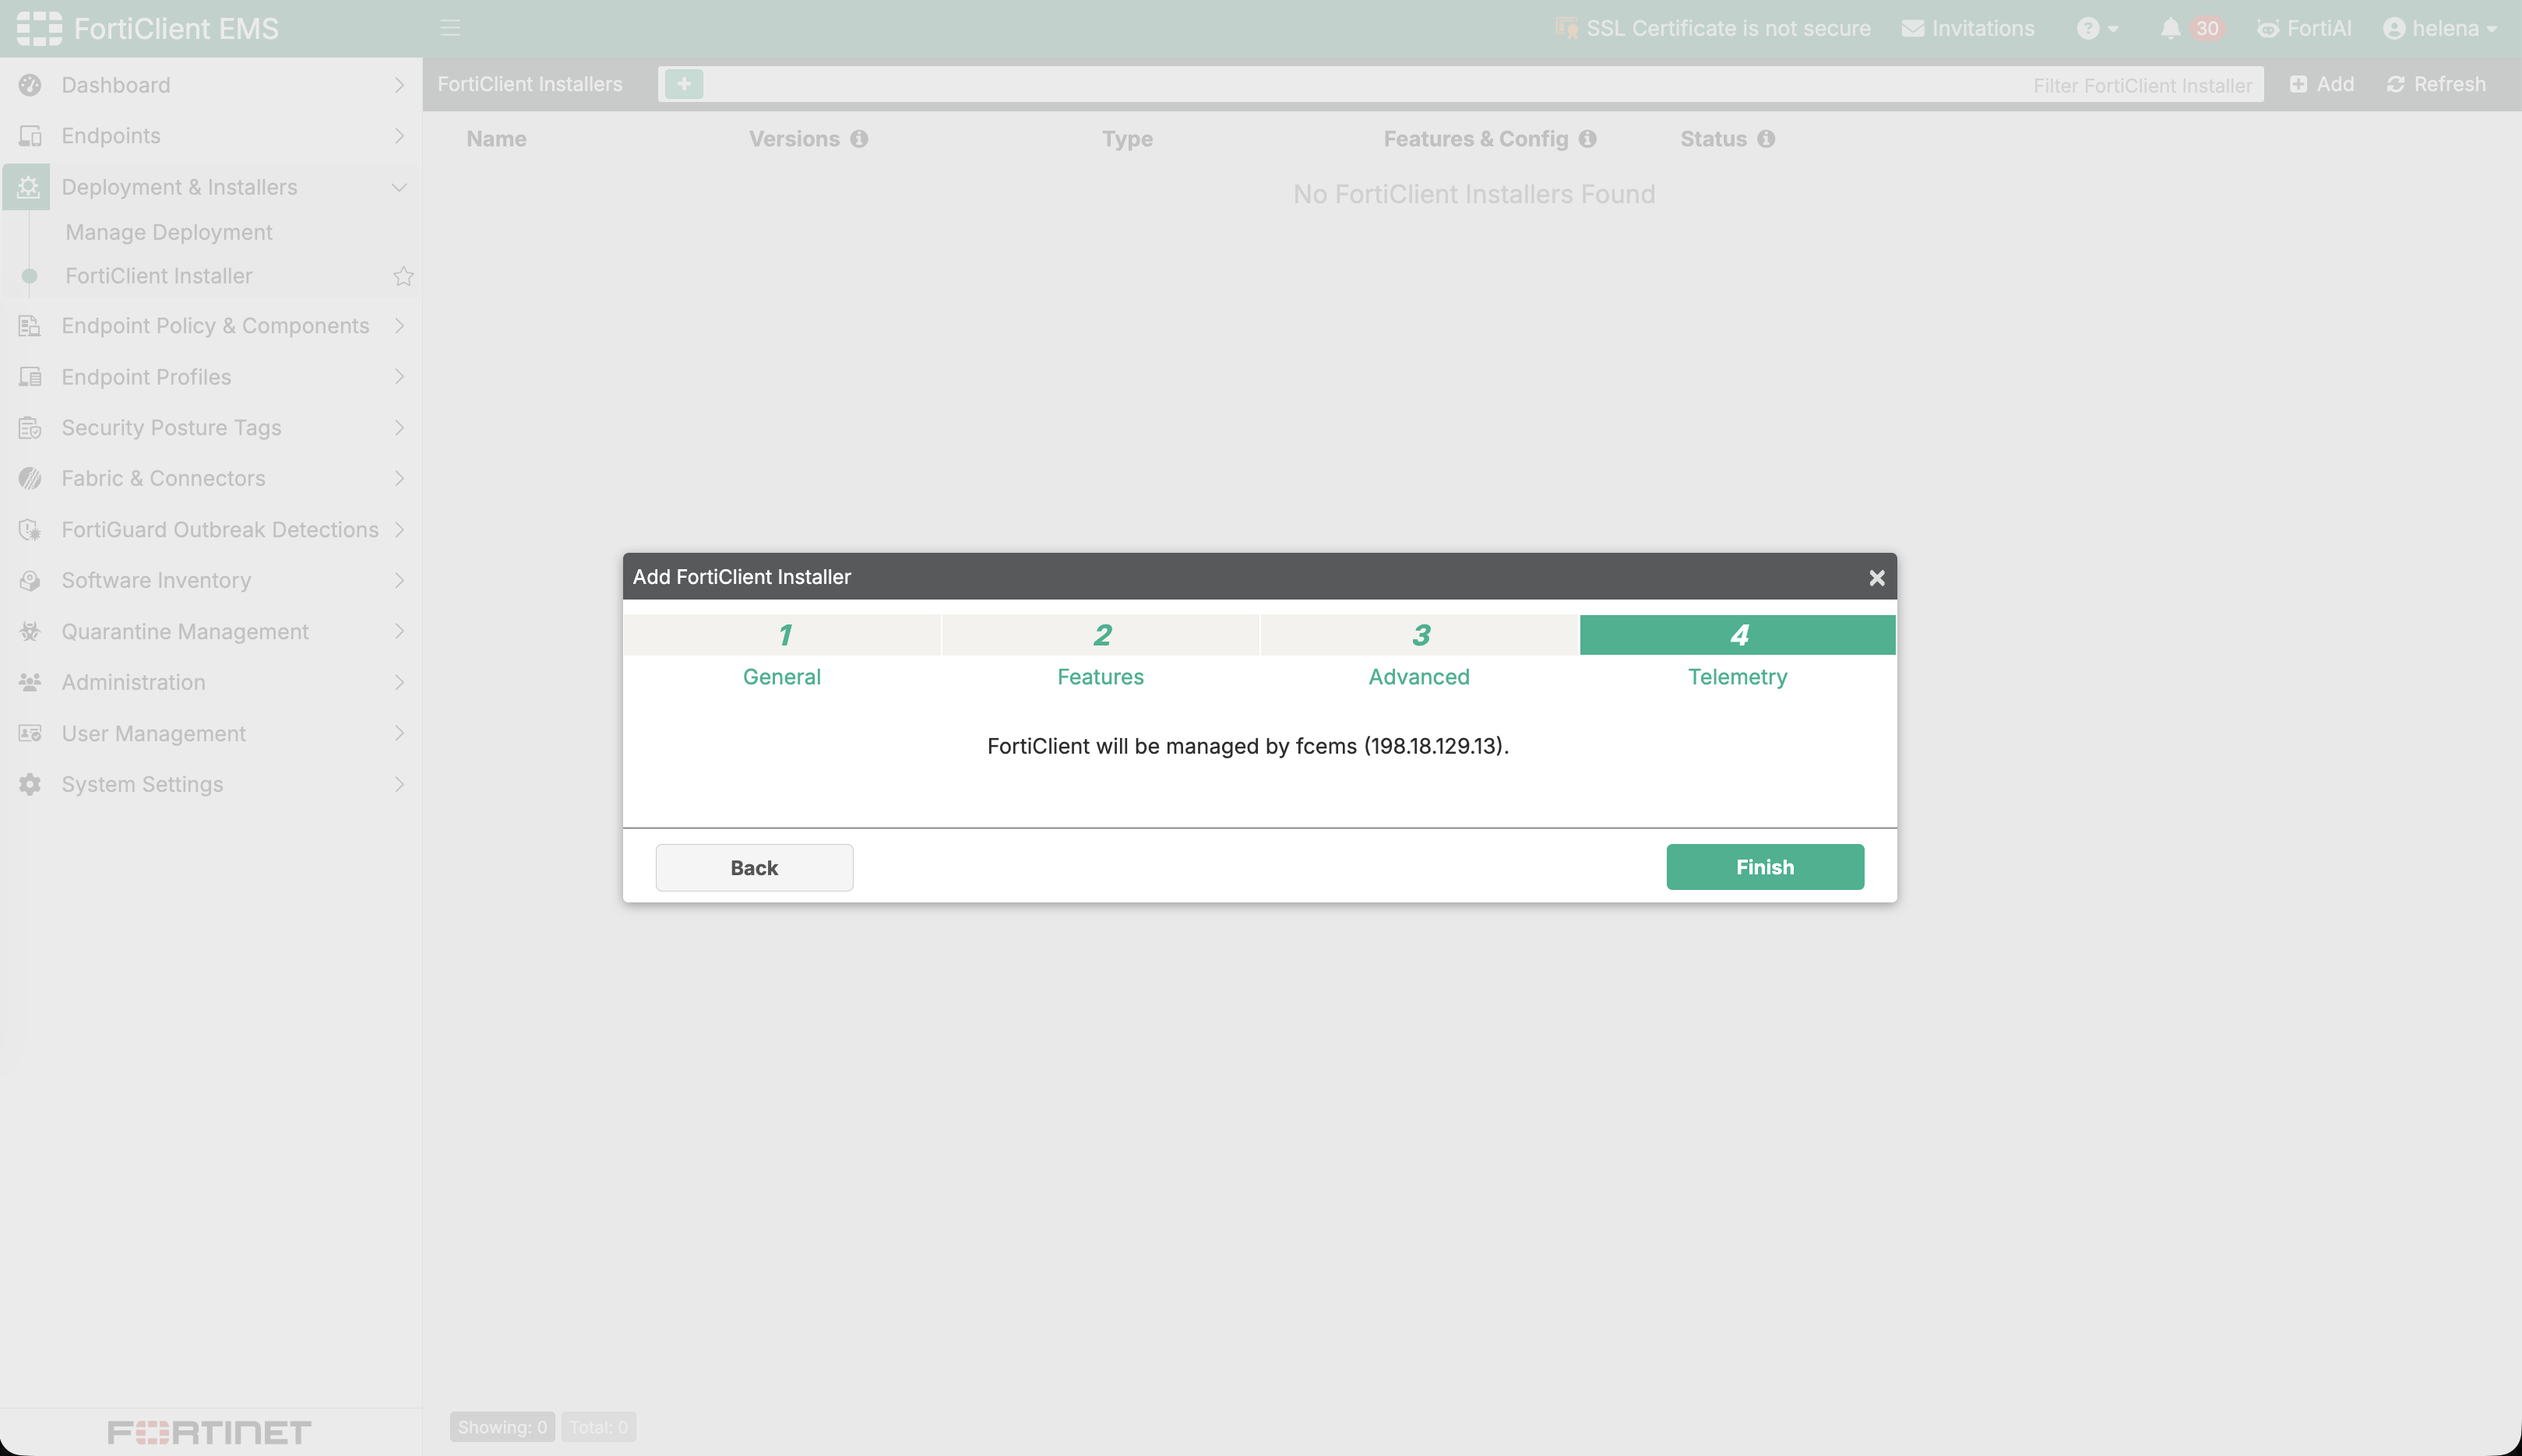 FortiClient EMS
SSL Certificate is not secure
Invitations
30
FortiAI
helena
Dashboard
Endpoints
Deployment & Installers
Manage Deployment
FortiClient Installer
Endpoint Policy & Components
Endpoint Profiles
Security Posture Tags
Fabric & Connectors
FortiGuard Outbreak Detections
Software Inventory
Quarantine Management
Administration
User Management
System Settings
FORTINET
FortiClient Installers
Filter FortiClient Installer
Add
Refresh
Name Versions Type Features & Config Status
No FortiClient Installers Found
Add FortiClient Installer
1 2 3 4
General Features Advanced Telemetry
FortiClient will be managed by fcems (198.18.129.13).
Back
Finish
Showing: 0 Total: 0